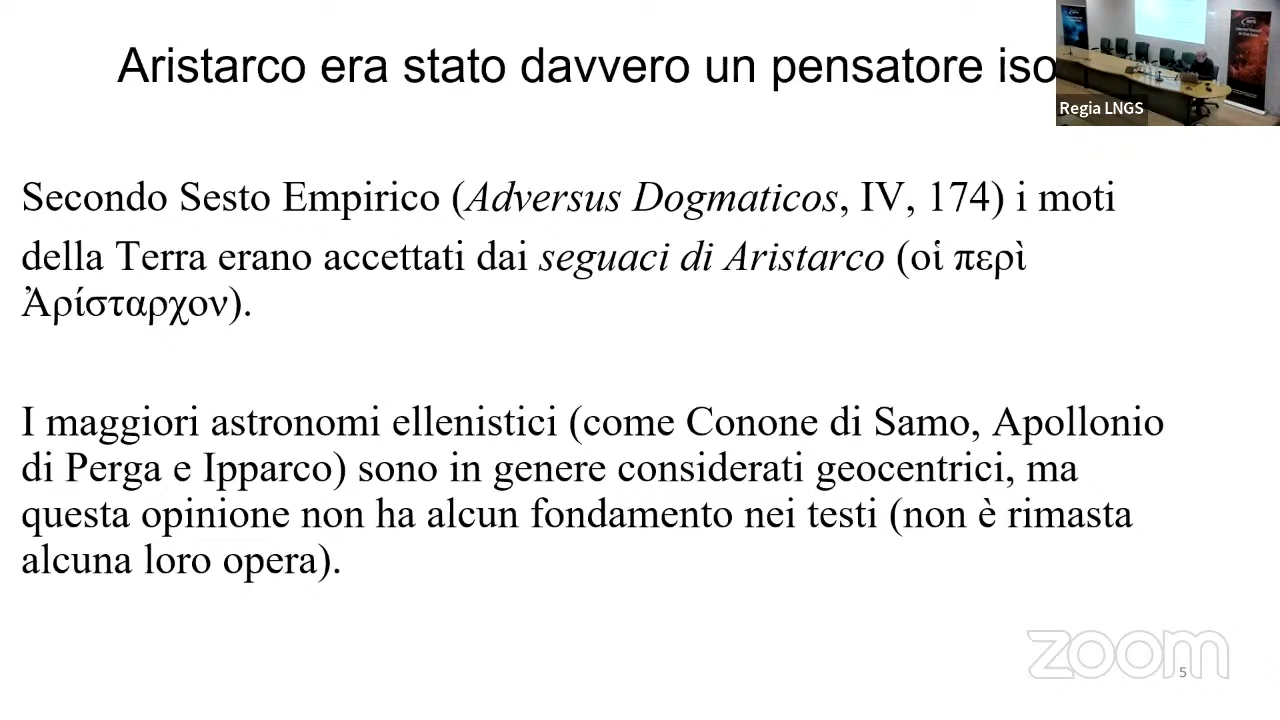 Aristarco era stato davvero un pensatore iso
Regia LNGS
Secondo Sesto Empirico (Adversus Dogmaticos, IV, 174) i moti
della Terra erano accettati dai seguaci di Aristarco (οἱ περὶ
Ἀρίσταρχον).
I maggiori astronomi ellenistici (come Conone di Samo, Apollonio
di Perga e Ipparco) sono in genere considerati geocentrici, ma
questa opinione non ha alcun fondamento nei testi (non è rimasta
alcuna loro opera).
zoom
5